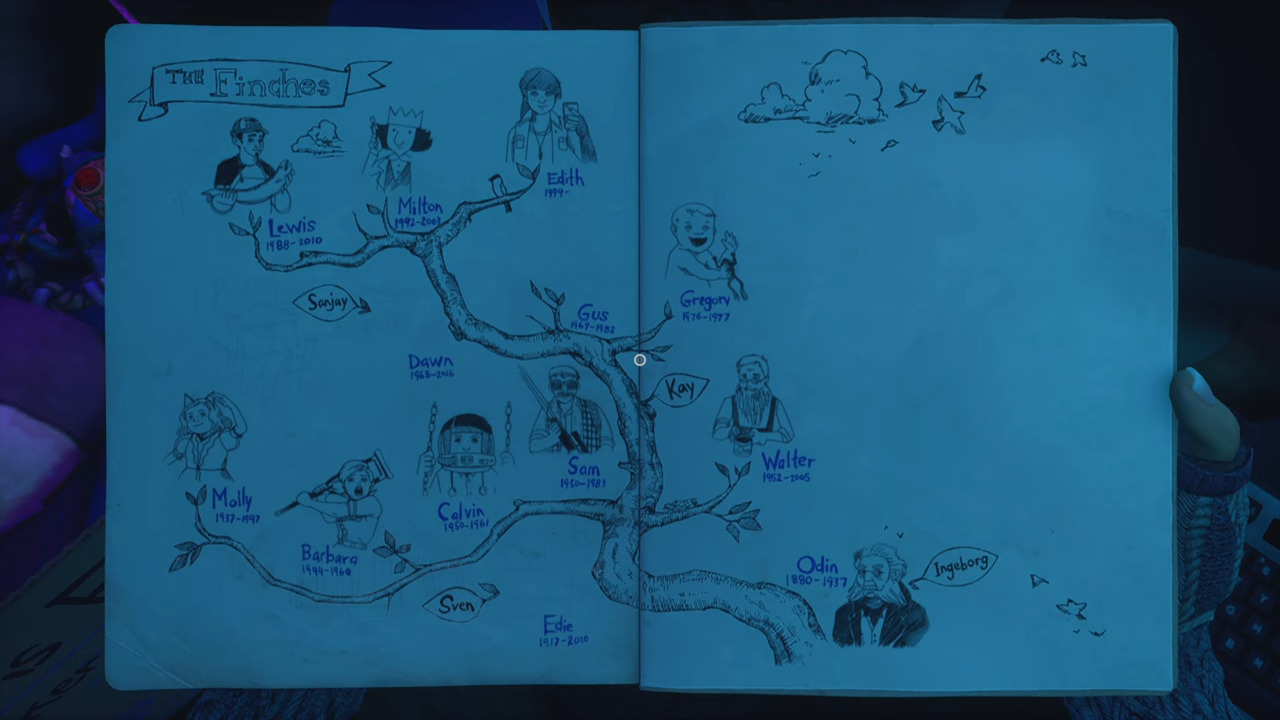 THE Finches
Lewis
1988-2010
Milton
1992-2003
Edith
1999-
Sanjay
Gus
1969-1982
Gregory
1976-1977
Dawn
1968-2016
Kay
Molly
1937-1947
Barbara
1944-1960
Calvin
1950-1961
Sam
1950-1983
Walter
1952-2005
Sven
Edie
1917-2010
Odin
1880-1937
Ingeborg